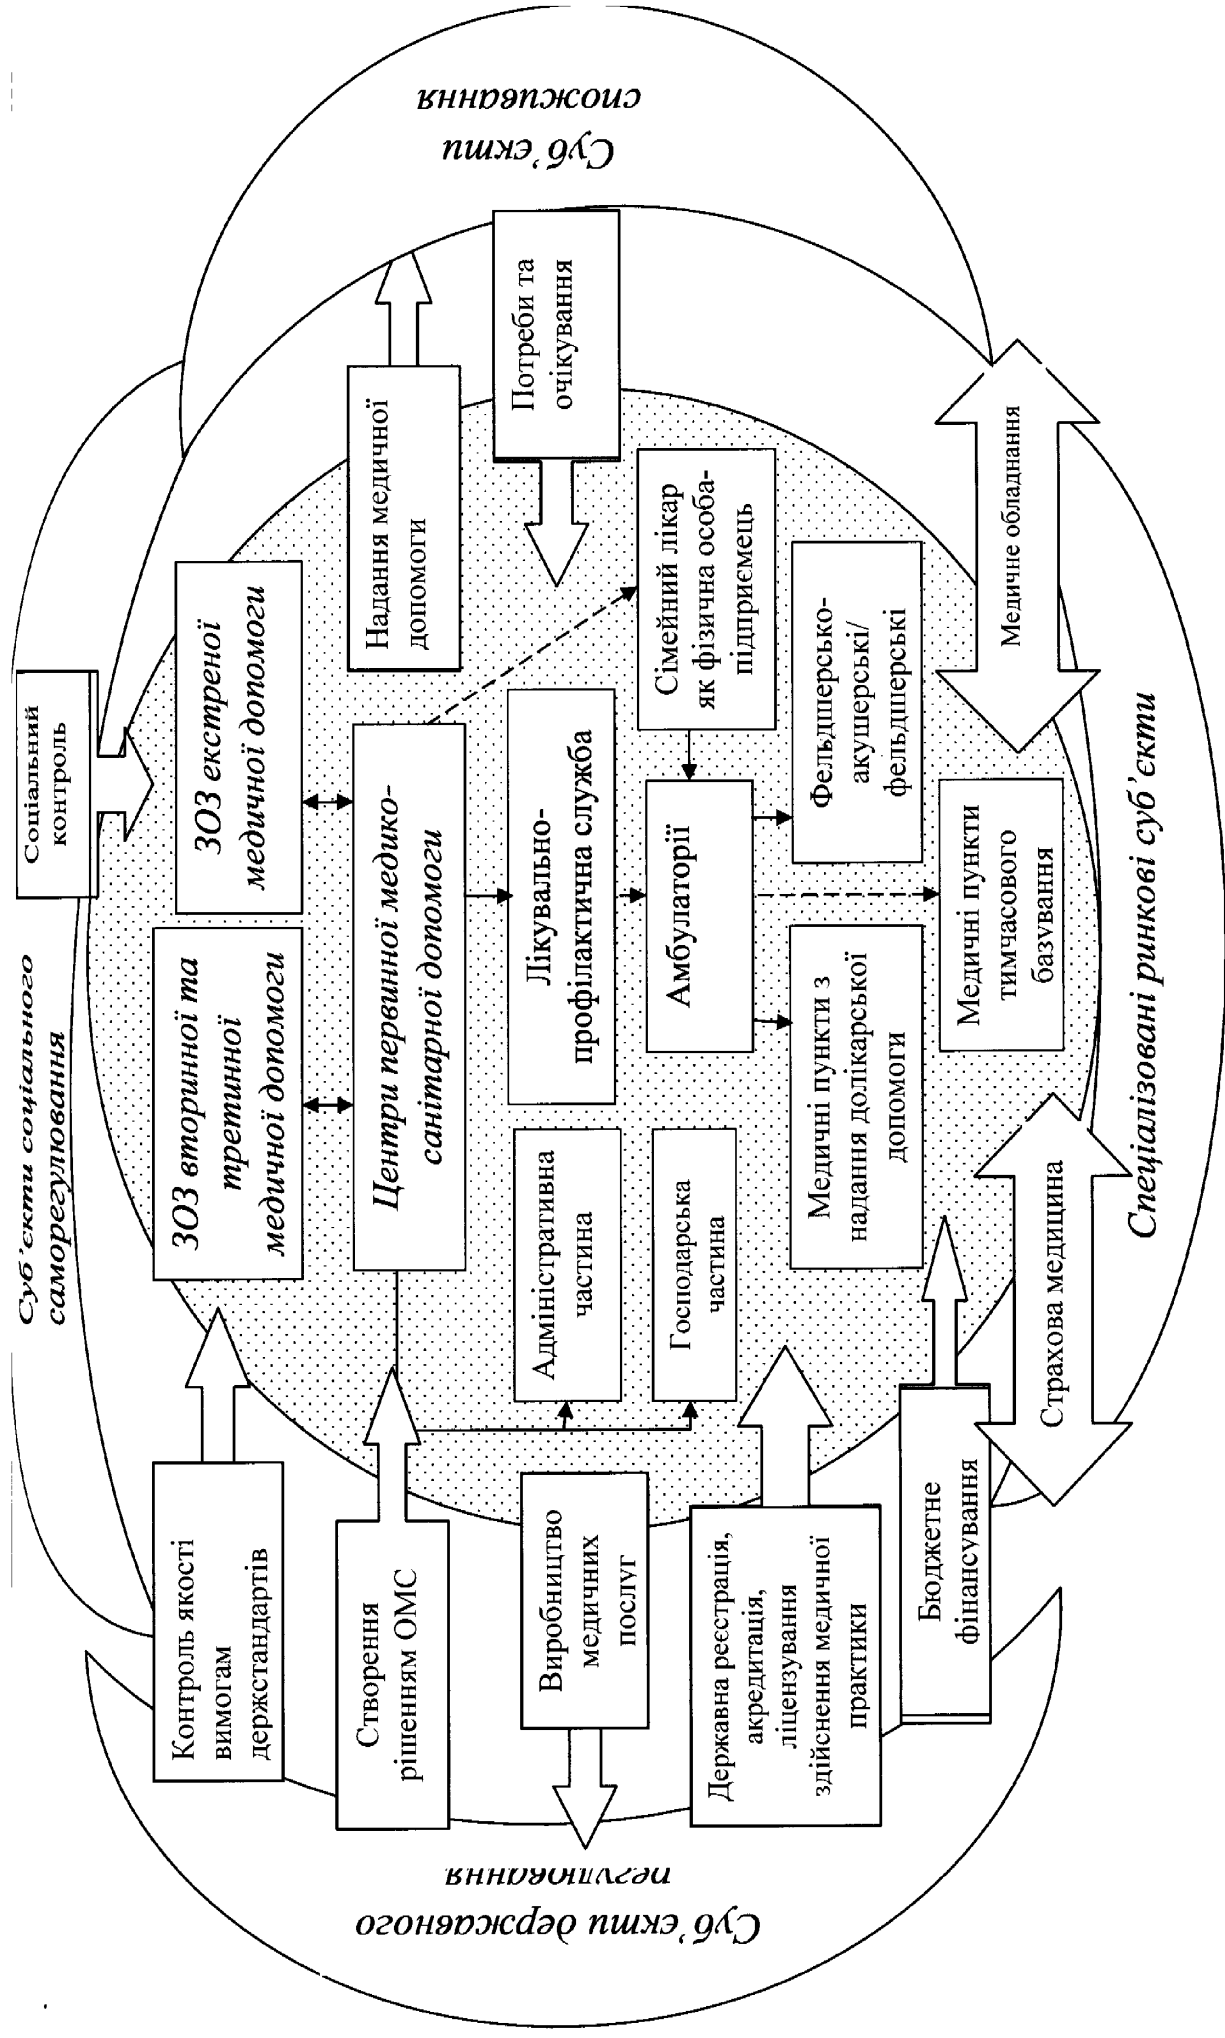 Суб’єкти соціального
саморегулювання
Соціальний
контроль
Контроль якості
вимогам
держстандартів
ЗОЗ вторинної та
третинної
медичної допомоги
ЗОЗ екстреної
медичної допомоги
Створення
рішенням ОМС
Центри первинної медико-
санітарної допомоги
Надання медичної
допомоги
Суб’єкти державного
регулювання
Виробництво
медичних
послуг
Адміністративна
частина
Лікувально-
профілактична служба
Потреби та
очікування
Суб’єкти
споживання
Господарська
частина
Амбулаторії
Сімейний лікар
як фізична особа-
підприємець
Державна реєстрація,
акредитація,
ліцензування
здійснення медичної
практики
Медичні пункти з
надання долікарської
допомоги
Фельдшерсько-
акушерські/
фельдшерські
Бюджетне
фінансування
Медичні пункти
тимчасового
базування
Страхова медицина
Медичне обладнання
Спеціалізовані ринкові суб’єкти